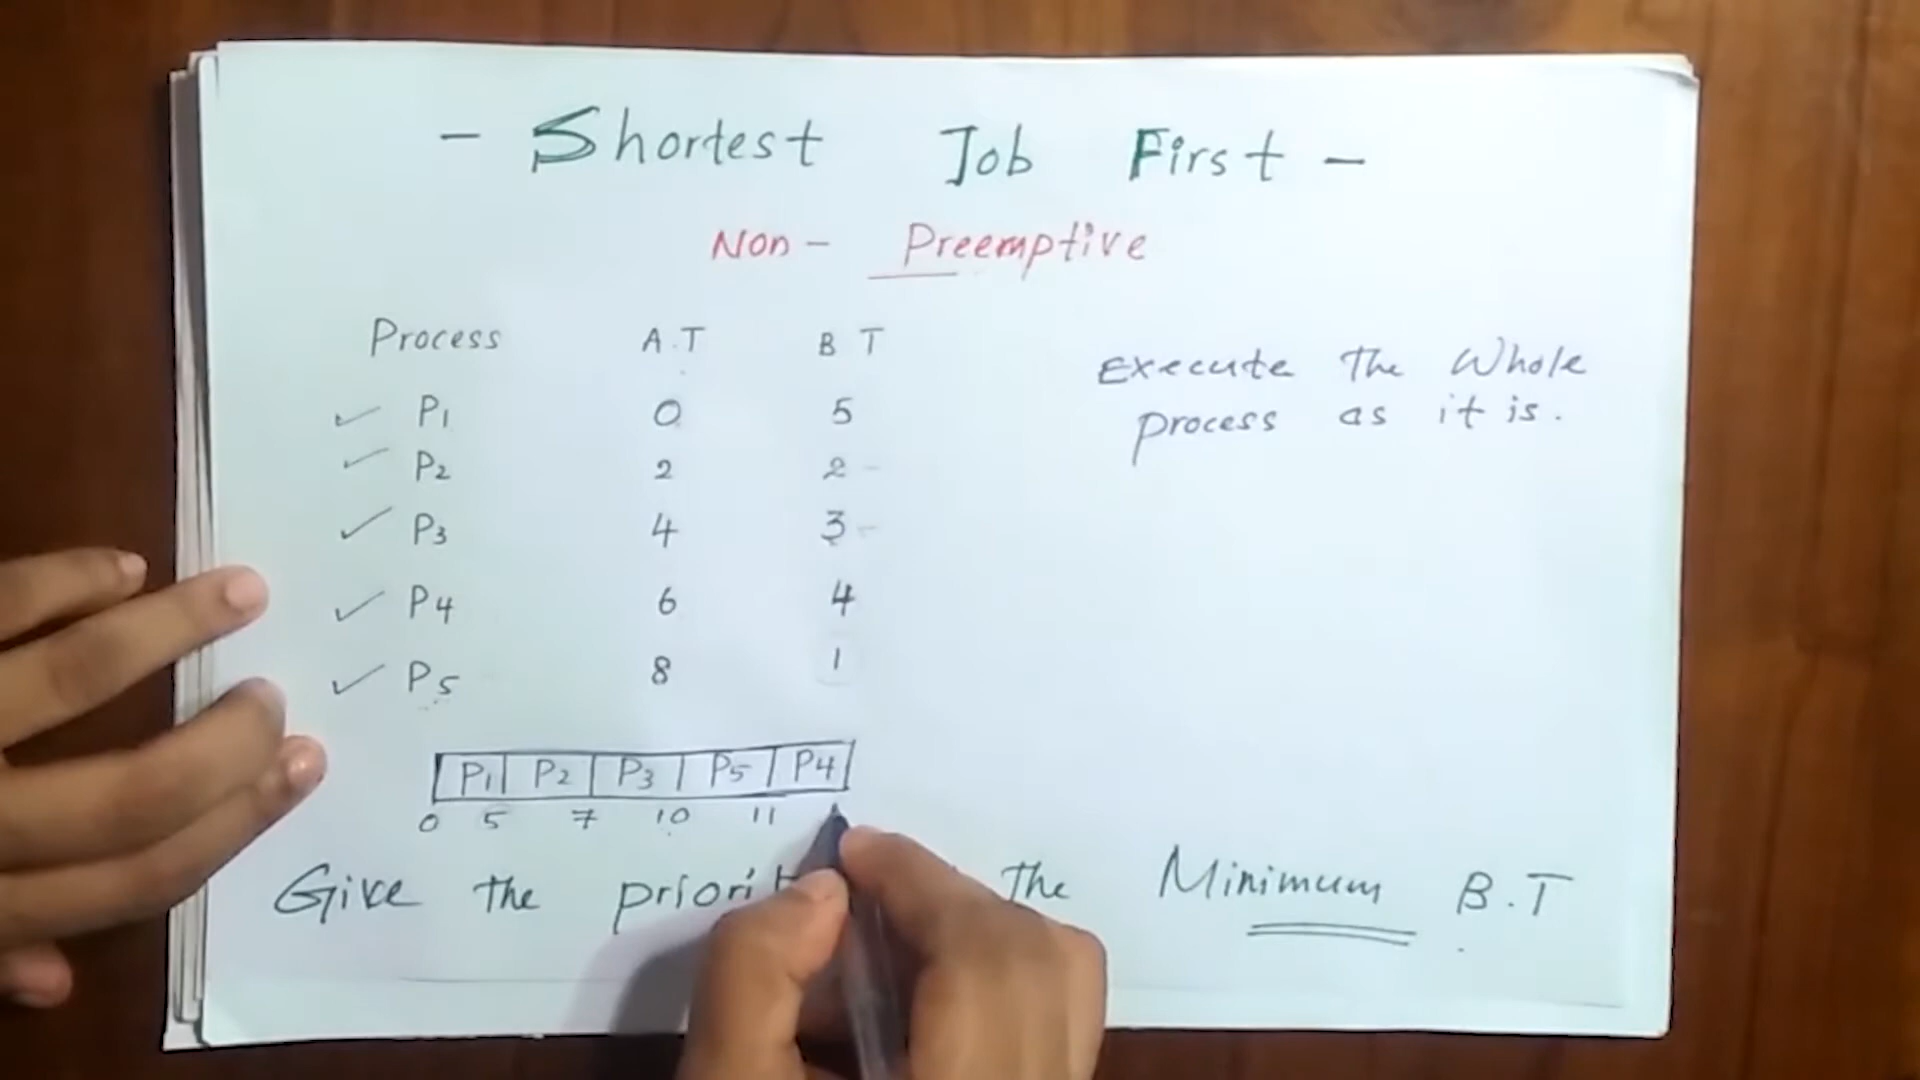 - Shortest Job First -
Non - Preemptive
Process A.T B T
P1 0 5
P2 2 2 -
P3 4 3 -
P4 6 4
P5 8 1
Execute The Whole
process as it is.
P1 P2 P3 P5 P4
0 5 7 10 11
Give the the Minimum B.T